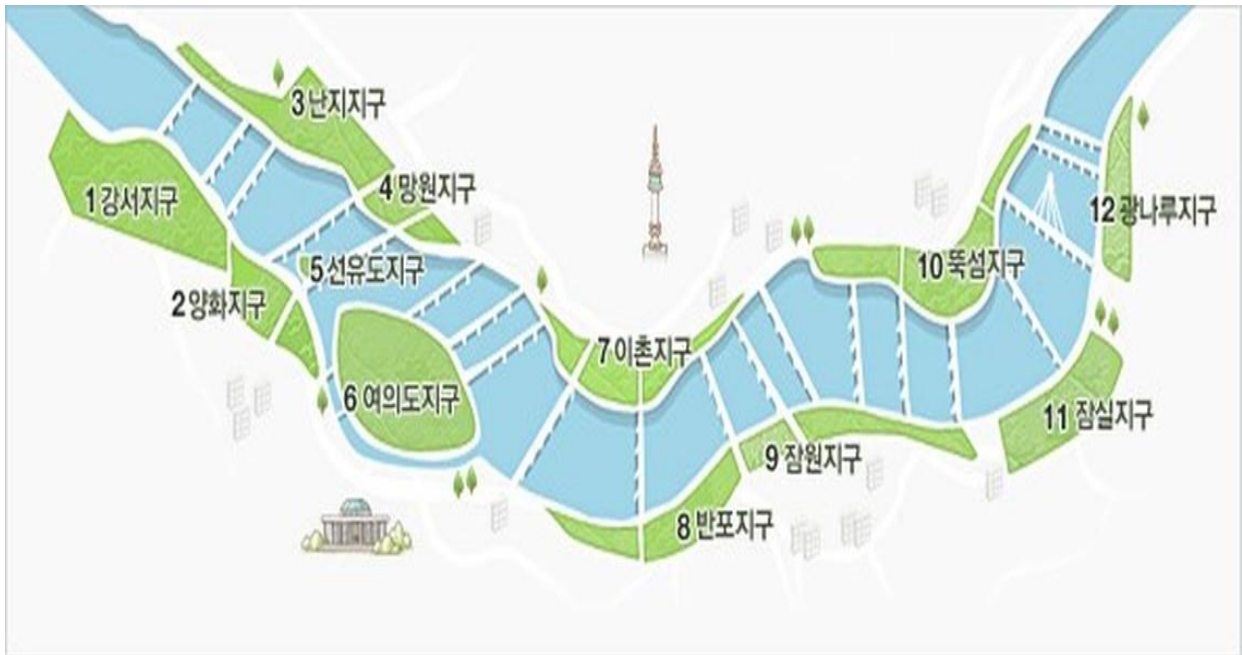 1 강서지구
2 양화지구
3 난지지구
4 망원지구
5 선유도지구
6 여의도지구
7 이촌지구
8 반포지구
9 잠원지구
10 뚝섬지구
11 잠실지구
12 광나루지구